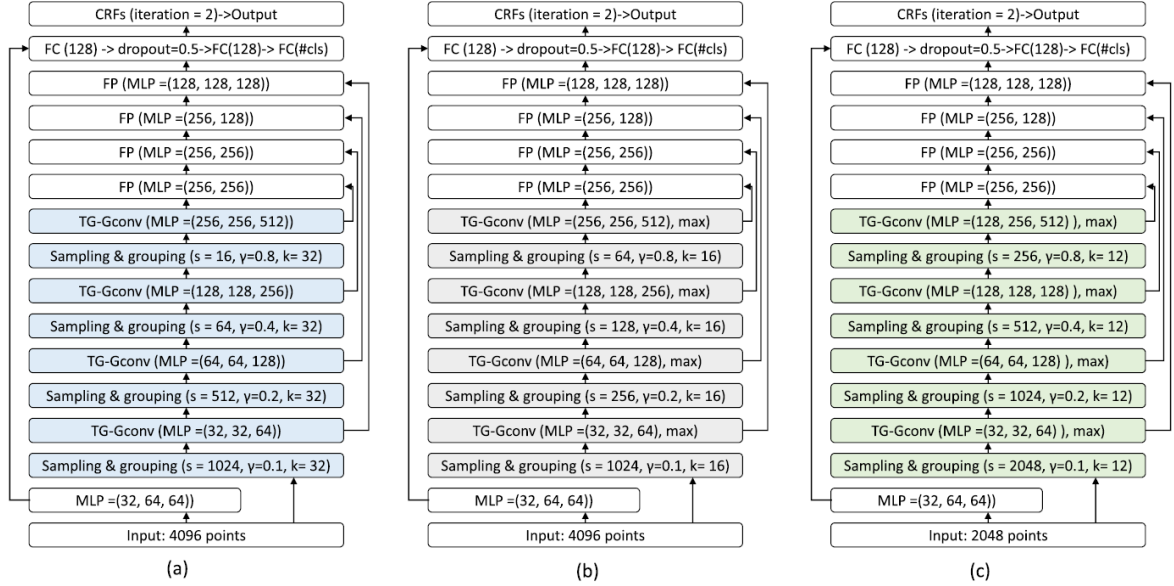 CRFs (iteration = 2)->Output
FC (128) -> dropout=0.5->FC(128)-> FC(#cls)
FP (MLP =(128, 128, 128))
FP (MLP =(256, 128))
FP (MLP =(256, 256))
FP (MLP =(256, 256))
TG-Gconv (MLP =(256, 256, 512))
Sampling & grouping (s = 16, γ=0.8, k= 32)
TG-Gconv (MLP =(128, 128, 256))
Sampling & grouping (s = 64, γ=0.4, k= 32)
TG-Gconv (MLP =(64, 64, 128))
Sampling & grouping (s = 512, γ=0.2, k= 32)
TG-Gconv (MLP =(32, 32, 64))
Sampling & grouping (s = 1024, γ=0.1, k= 32)
MLP =(32, 64, 64))
Input: 4096 points
(a)
CRFs (iteration = 2)->Output
FC (128) -> dropout=0.5->FC(128)-> FC(#cls)
FP (MLP =(128, 128, 128))
FP (MLP =(256, 128))
FP (MLP =(256, 256))
FP (MLP =(256, 256))
TG-Gconv (MLP =(256, 256, 512), max)
Sampling & grouping (s = 64, γ=0.8, k= 16)
TG-Gconv (MLP =(128, 128, 256), max)
Sampling & grouping (s = 128, γ=0.4, k= 16)
TG-Gconv (MLP =(64, 64, 128), max)
Sampling & grouping (s = 256, γ=0.2, k= 16)
TG-Gconv (MLP =(32, 32, 64), max)
Sampling & grouping (s = 1024, γ=0.1, k= 16)
MLP =(32, 64, 64))
Input: 4096 points
(b)
CRFs (iteration = 2)->Output
FC (128) -> dropout=0.5->FC(128)-> FC(#cls)
FP (MLP =(128, 128, 128))
FP (MLP =(256, 128))
FP (MLP =(256, 256))
FP (MLP =(256, 256))
TG-Gconv (MLP =(128, 256, 512) ), max)
Sampling & grouping (s = 256, γ=0.8, k= 12)
TG-Gconv (MLP =(128, 128, 128) ), max)
Sampling & grouping (s = 512, γ=0.4, k= 12)
TG-Gconv (MLP =(64, 64, 128) ), max)
Sampling & grouping (s = 1024, γ=0.2, k= 12)
TG-Gconv (MLP =(32, 32, 64) ), max)
Sampling & grouping (s = 2048, γ=0.1, k= 12)
MLP =(32, 64, 64))
Input: 2048 points
(c)